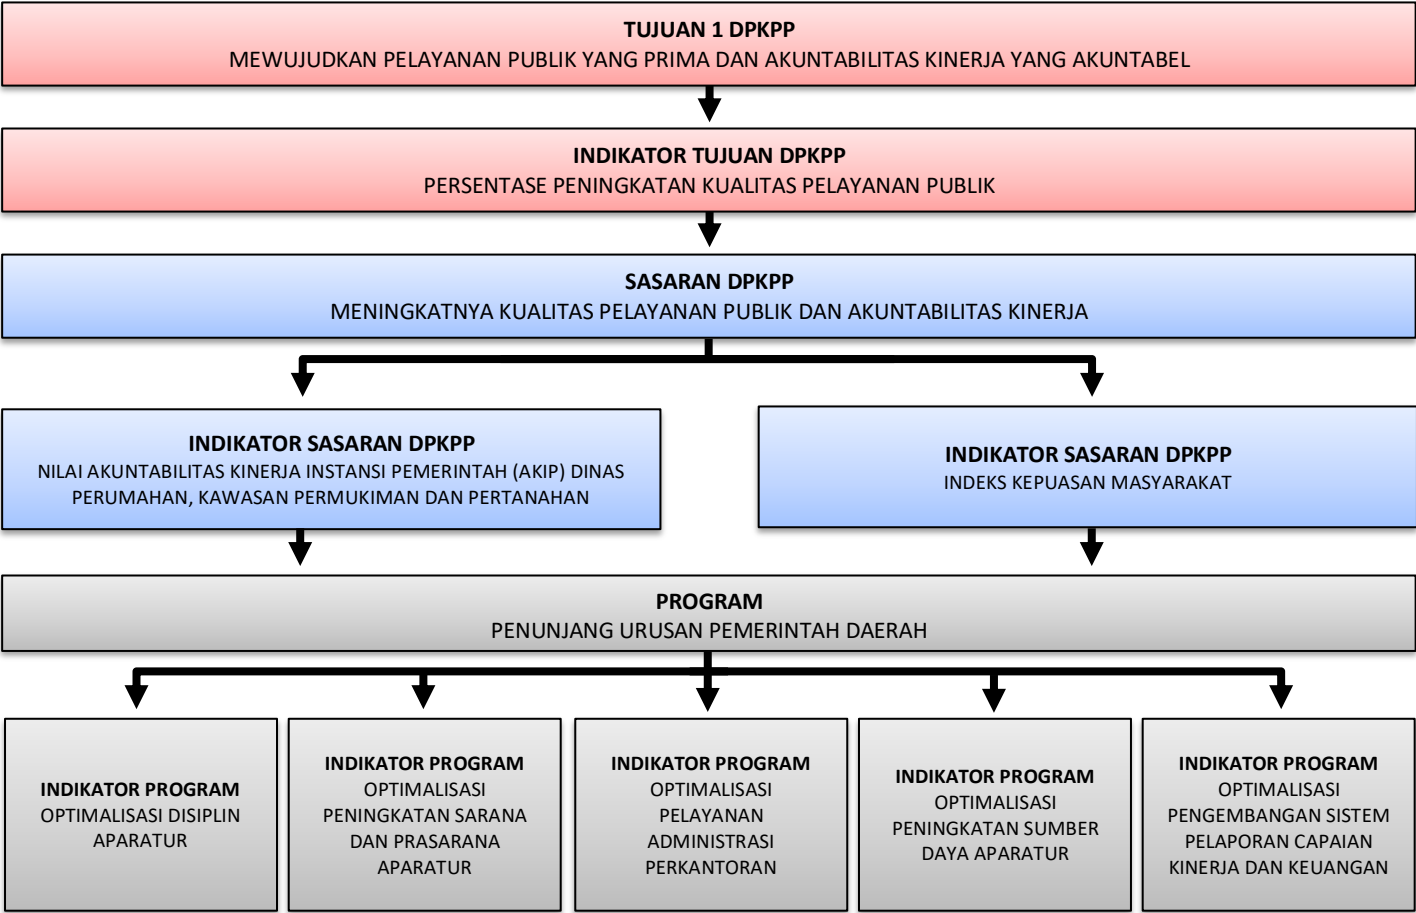 TUJUAN 1 DPKPP
MEWUJUDKAN PELAYANAN PUBLIK YANG PRIMA DAN AKUNTABILITAS KINERJA YANG AKUNTABEL
INDIKATOR TUJUAN DPKPP
PERSENTASE PENINGKATAN KUALITAS PELAYANAN PUBLIK
SASARAN DPKPP
MENINGKATNYA KUALITAS PELAYANAN PUBLIK DAN AKUNTABILITAS KINERJA
INDIKATOR SASARAN DPKPP
NILAI AKUNTABILITAS KINERJA INSTANSI PEMERINTAH (AKIP) DINAS
PERUMAHAN, KAWASAN PERMUKIMAN DAN PERTANAHAN
INDIKATOR SASARAN DPKPP
INDEKS KEPUASAN MASYARAKAT
PROGRAM
PENUNJANG URUSAN PEMERINTAH DAERAH
INDIKATOR PROGRAM
OPTIMALISASI DISIPLIN
APARATUR
INDIKATOR PROGRAM
OPTIMALISASI
PENINGKATAN SARANA
DAN PRASARANA
APARATUR
INDIKATOR PROGRAM
OPTIMALISASI
PELAYANAN
ADMINISTRASI
PERKANTORAN
INDIKATOR PROGRAM
OPTIMALISASI
PENINGKATAN SUMBER
DAYA APARATUR
INDIKATOR PROGRAM
OPTIMALISASI
PENGEMBANGAN SISTEM
PELAPORAN CAPAIAN
KINERJA DAN KEUANGAN